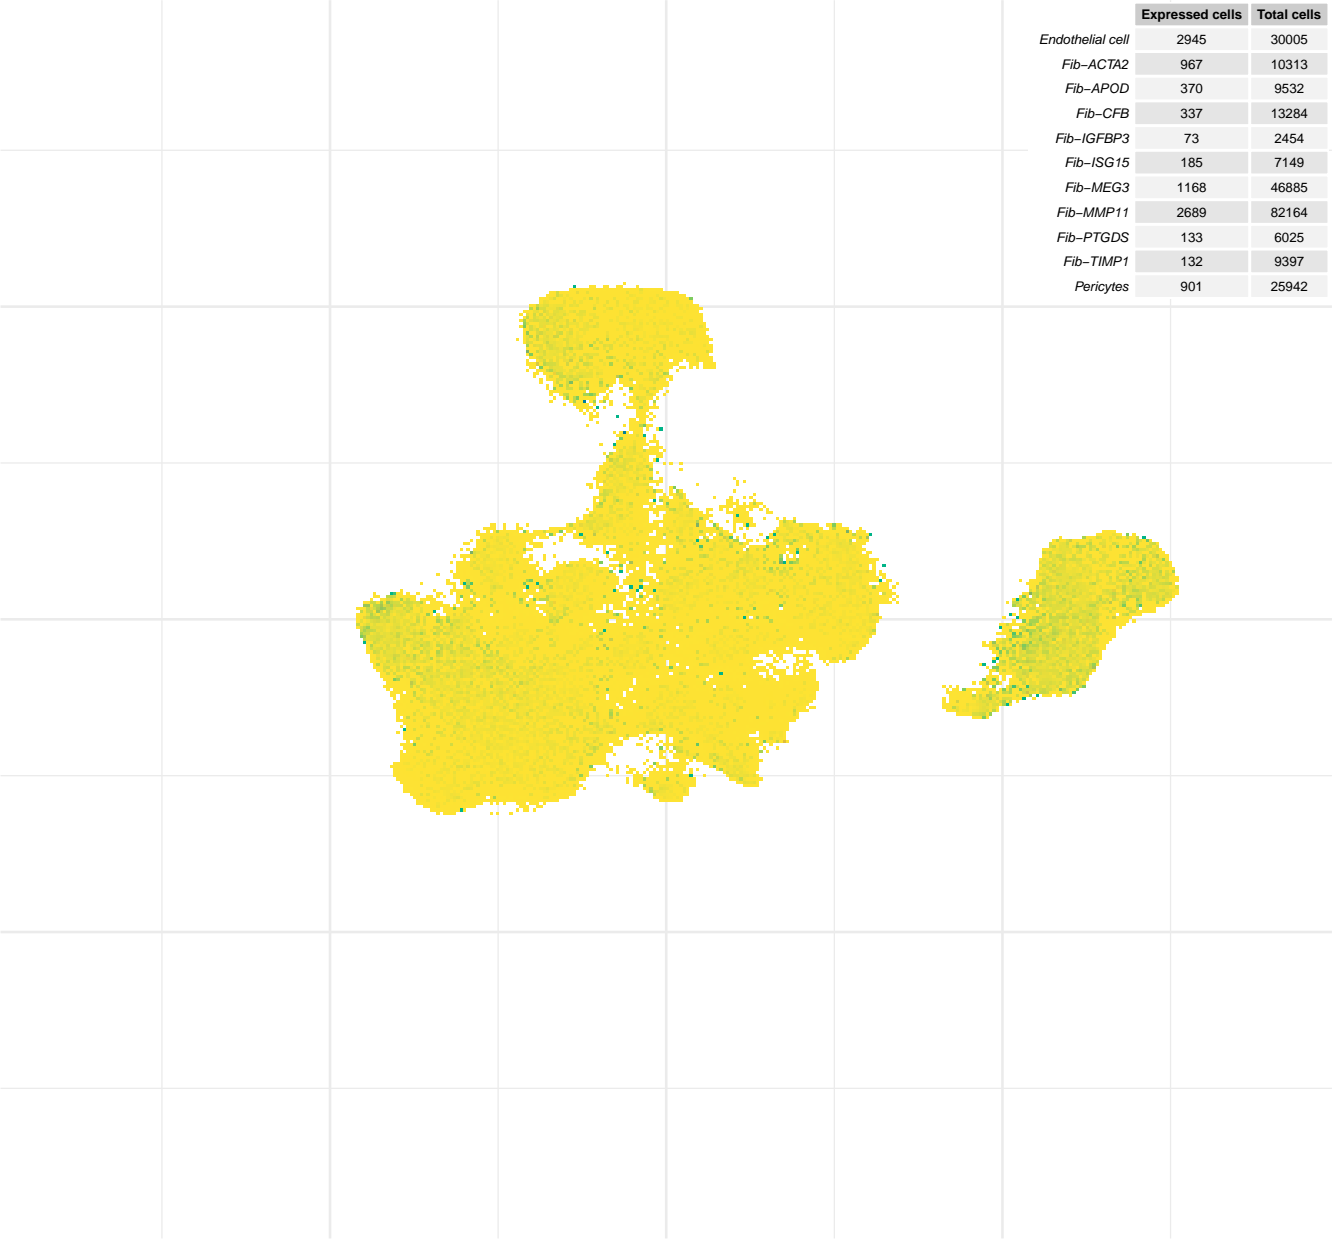 Expressed cells Total cells
Endothelial cell 2945 30005
Fib−ACTA2 967 10313
Fib−APOD 370 9532
Fib−CFB 337 13284
Fib−IGFBP3 73 2454
Fib−ISG15 185 7149
Fib−MEG3 1168 46885
Fib−MMP11 2689 82164
Fib−PTGDS 133 6025
Fib−TIMP1 132 9397
Pericytes 901 25942